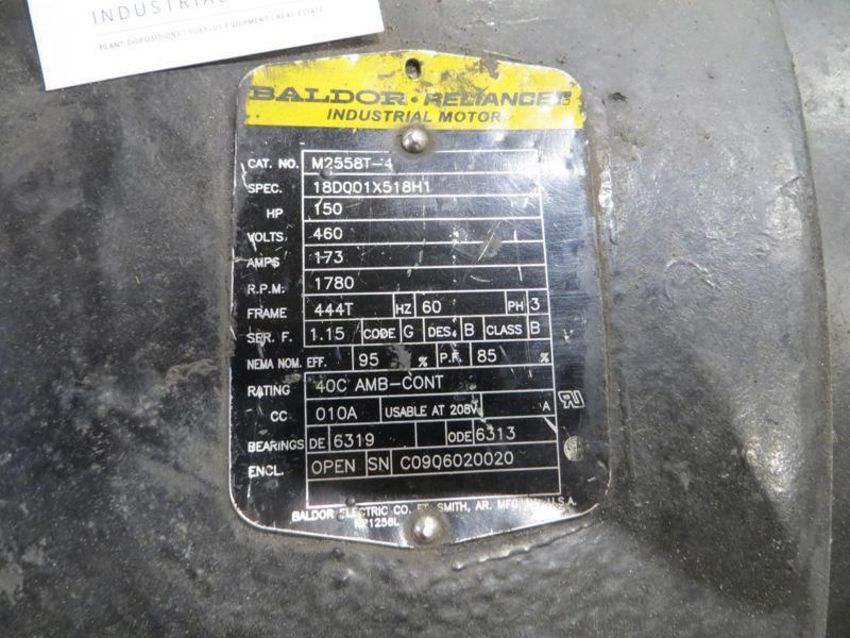 INDUSTRIAL
PLANT DISPOSITIONS | SURPLUS EQUIPMENT | REAL ESTATE
BALDOR • RELIANCE
INDUSTRIAL MOTOR
CAT. NO. M2558T-4
SPEC. 18D001X518H1
HP 150
VOLTS 460
AMPS 173
R.P.M. 1780
FRAME 444T HZ 60 PH 3
SER. F. 1.15 CODE G DES. B CLASS B
NEMA NOM. EFF. 95 % P.F. 85 %
RATING 40C AMB-CONT
CC 010A USABLE AT 208V A
BEARINGS DE 6319 ODE 6313
ENCL. OPEN SN C0906020020
BALDOR ELECTRIC CO. FT. SMITH, AR. MFG. IN U.S.A.
NP1256L